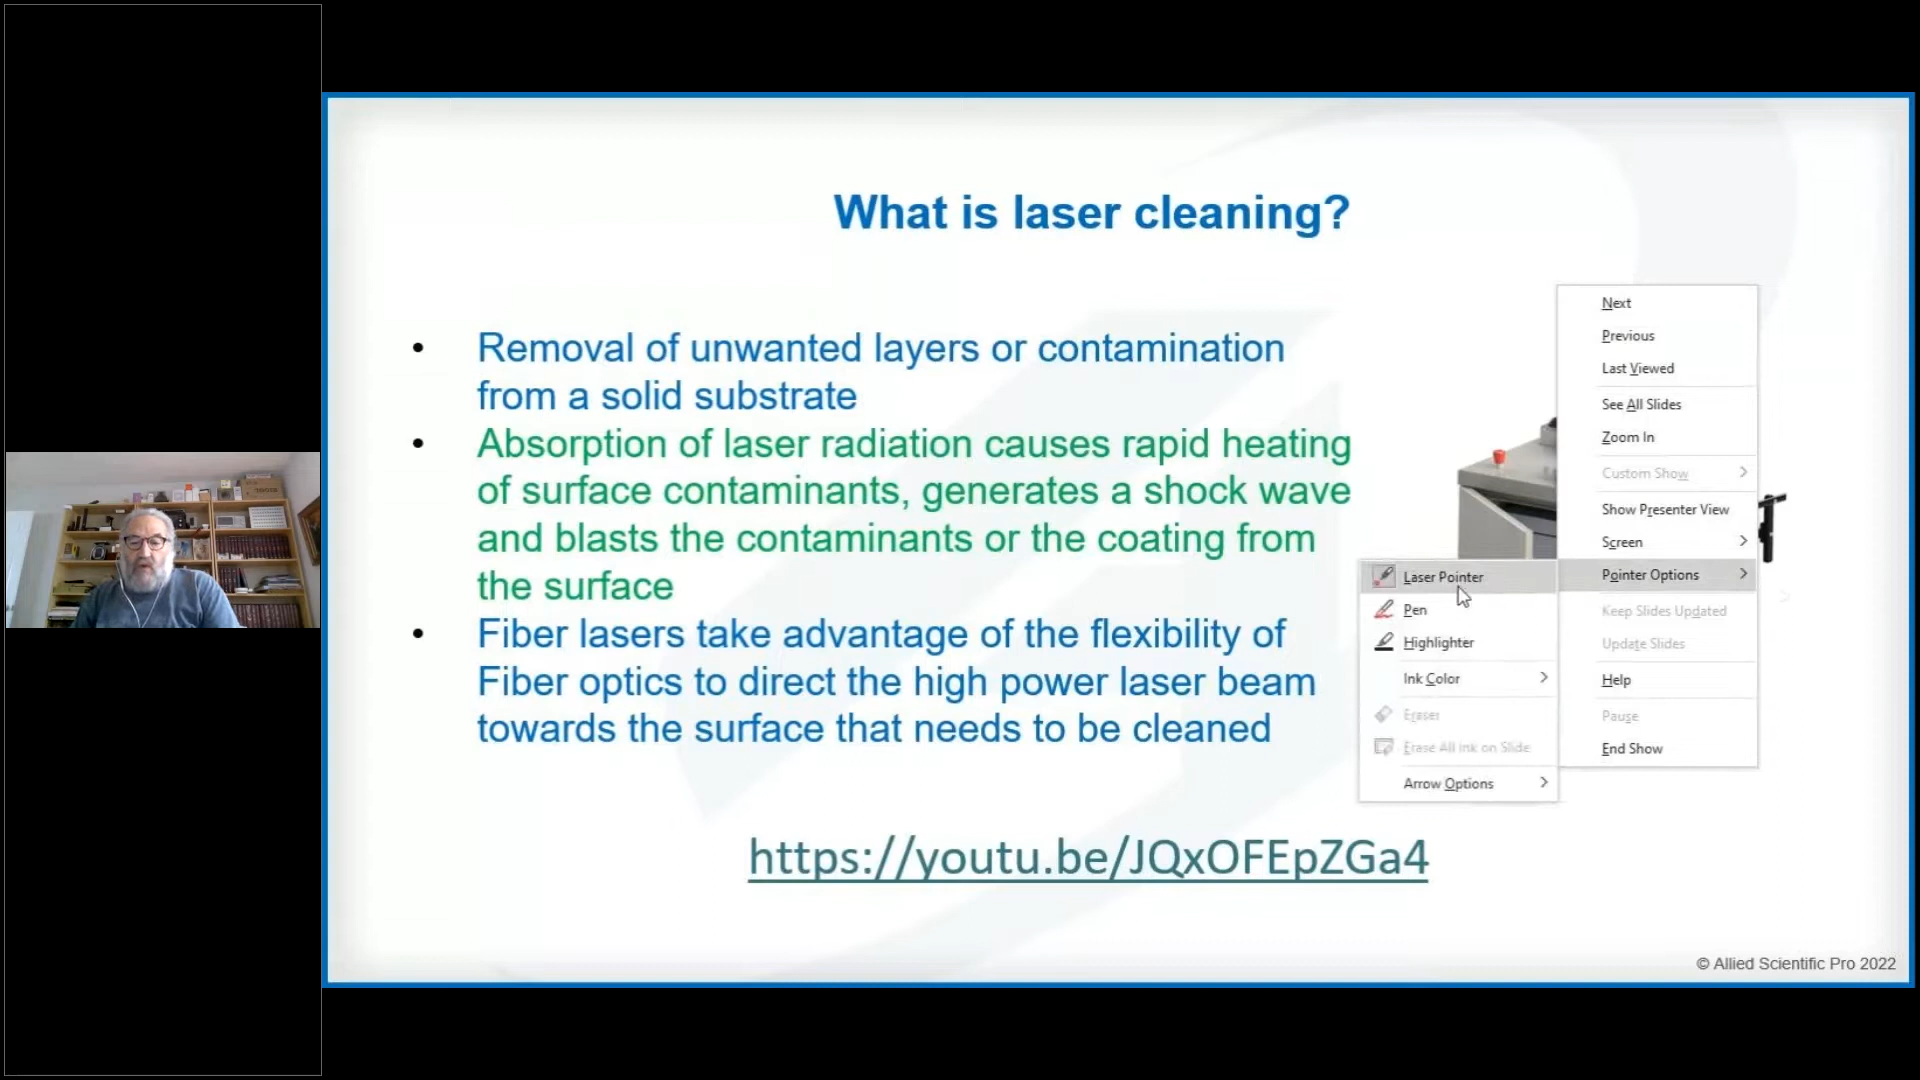 What is laser cleaning?
• Removal of unwanted layers or contamination
from a solid substrate
• Absorption of laser radiation causes rapid heating
of surface contaminants, generates a shock wave
and blasts the contaminants or the coating from
the surface
• Fiber lasers take advantage of the flexibility of
Fiber optics to direct the high power laser beam
towards the surface that needs to be cleaned
https://youtu.be/JQxOFEpZGa4
Next
Previous
Last Viewed
See All Slides
Zoom In
Custom Show
Show Presenter View
Screen
Pointer Options
Keep Slides Updated
Update Slides
Help
Pause
End Show
Laser Pointer
Pen
Highlighter
Ink Color
Eraser
Erase All Ink on Slide
Arrow Options
© Allied Scientific Pro 2022